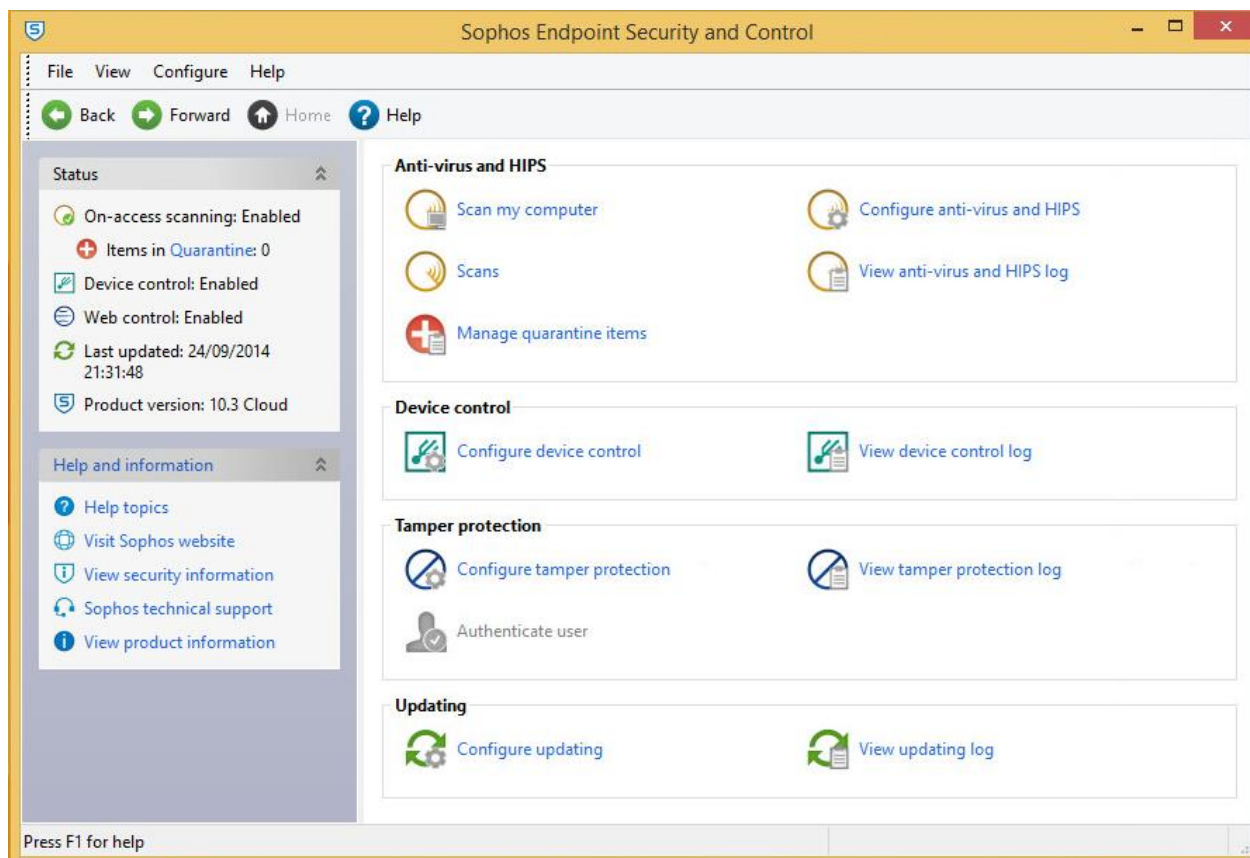 Sophos Endpoint Security and Control
File View Configure Help
Back Forward Home Help
Status
On-access scanning: Enabled
Items in Quarantine: 0
Device control: Enabled
Web control: Enabled
Last updated: 24/09/2014
21:31:48
Product version: 10.3 Cloud
Help and information
Help topics
Visit Sophos website
View security information
Sophos technical support
View product information
Anti-virus and HIPS
Scan my computer
Configure anti-virus and HIPS
Scans
View anti-virus and HIPS log
Manage quarantine items
Device control
Configure device control
View device control log
Tamper protection
Configure tamper protection
View tamper protection log
Authenticate user
Updating
Configure updating
View updating log
Press F1 for help